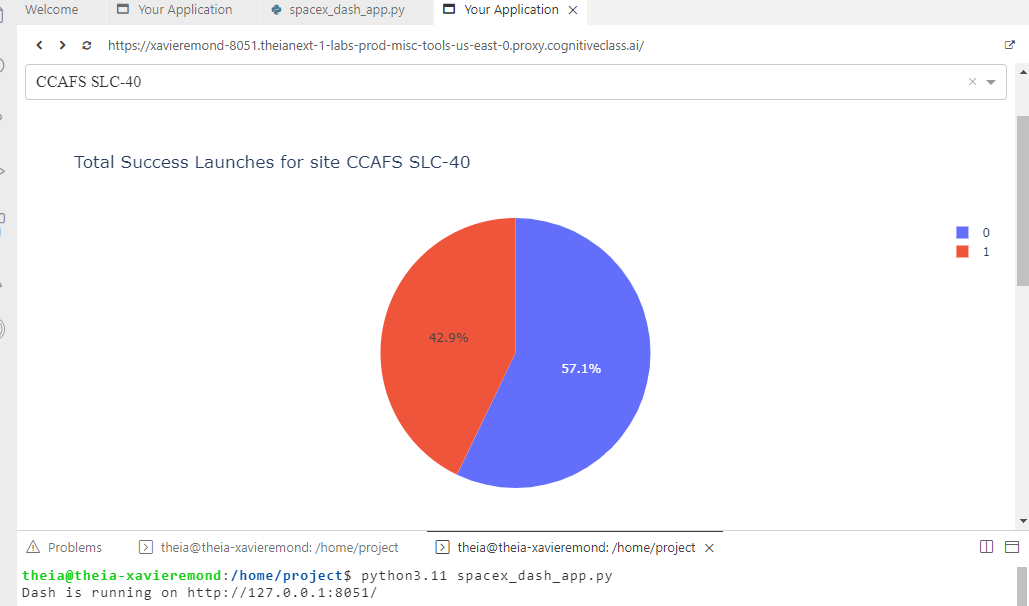 Welcome Your Application spacex_dash_app.py Your Application
https://xavieremond-8051.theianext-1-labs-prod-misc-tools-us-east-0.proxy.cognitiveclass.ai/
CCAFS SLC-40
Total Success Launches for site CCAFS SLC-40
0
1
42.9%
57.1%
Problems theia@theia-xavieremond: /home/project theia@theia-xavieremond: /home/project
theia@theia-xavieremond:/home/project$ python3.11 spacex_dash_app.py
Dash is running on http://127.0.0.1:8051/